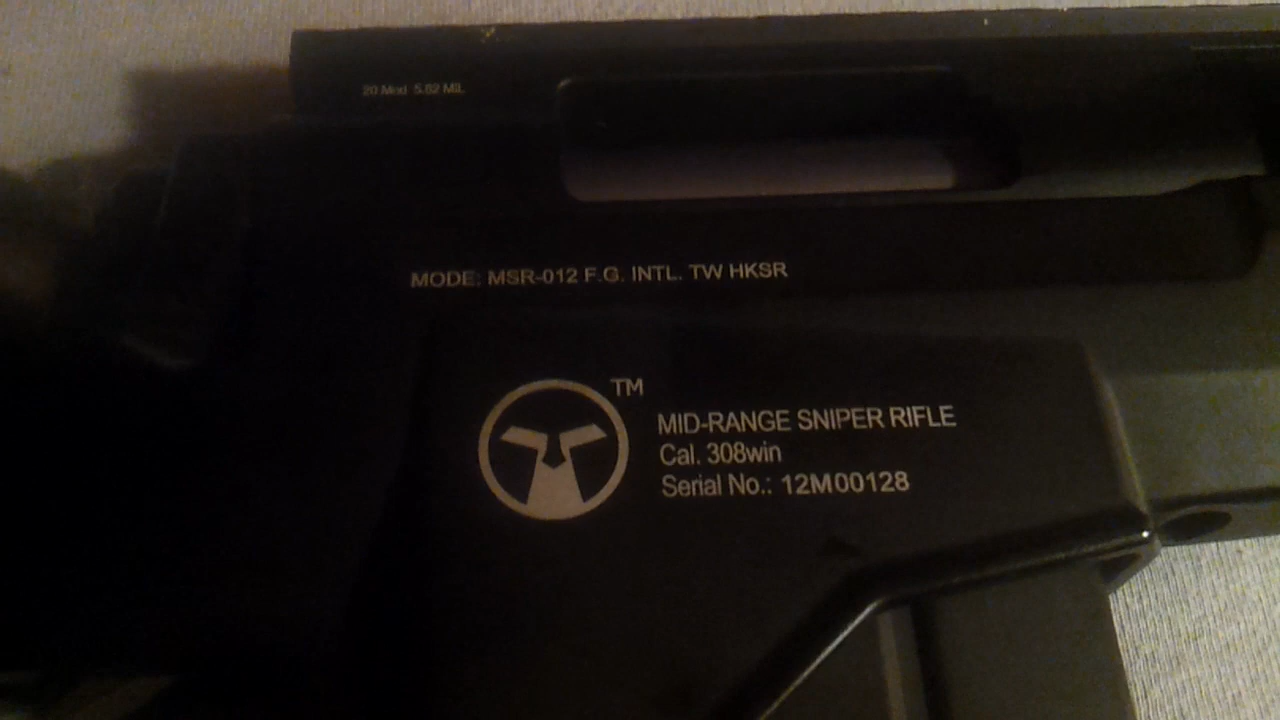 20 Mod 5.62 MIL
MODE: MSR-012 F.G. INTL. TW HKSR
TM
MID-RANGE SNIPER RIFLE
Cal. 308win
Serial No.: 12M00128